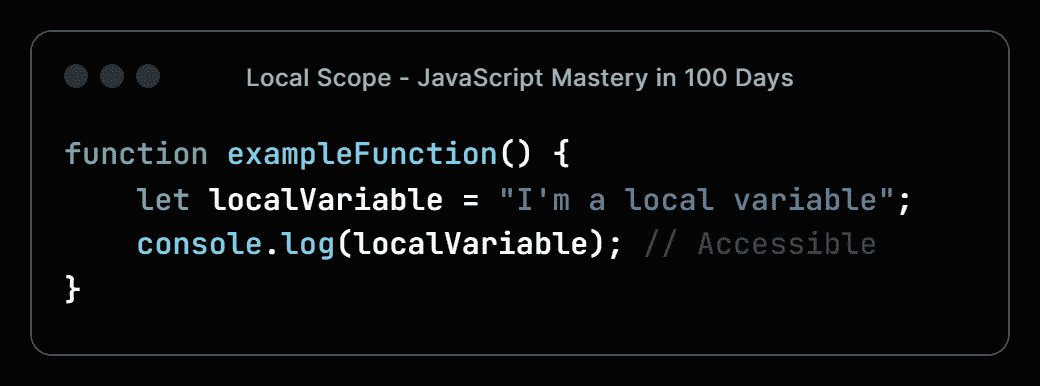 Local Scope - JavaScript Mastery in 100 Days
function exampleFunction() {
    let localVariable = "I'm a local variable";
    console.log(localVariable); // Accessible
}